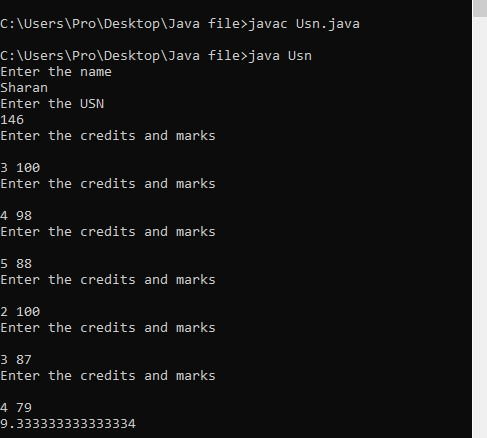 C:\Users\Pro\Desktop\Java file>javac Usn.java
C:\Users\Pro\Desktop\Java file>java Usn
Enter the name
Sharan
Enter the USN
146
Enter the credits and marks
3 100
Enter the credits and marks
4 98
Enter the credits and marks
5 88
Enter the credits and marks
2 100
Enter the credits and marks
3 87
Enter the credits and marks
4 79
9.333333333333334